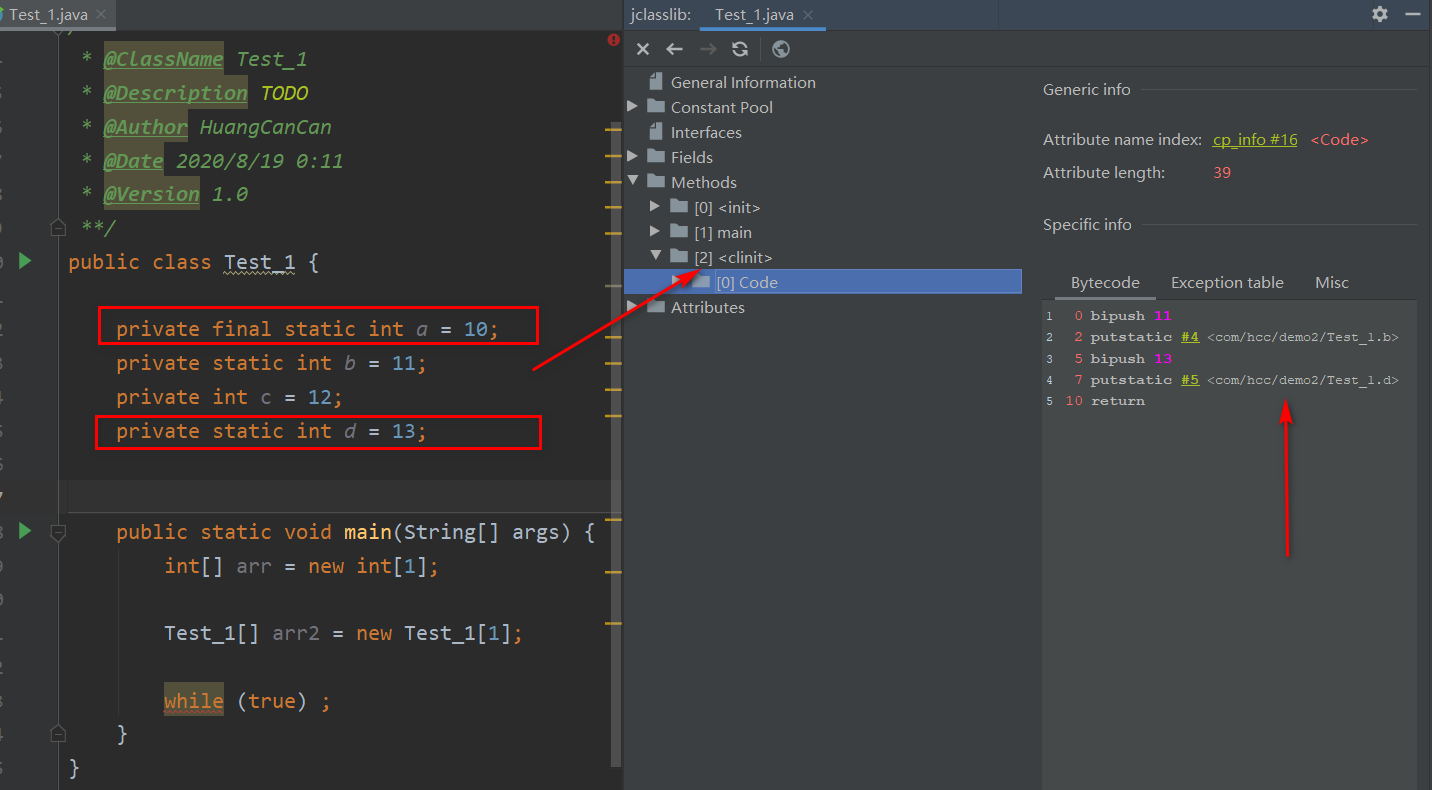 Test_1.java
* @ClassName Test_1
* @Description TODO
* @Author HuangCanCan
* @Date 2020/8/19 0:11
* @Version 1.0
**/
public class Test_1 {
private final static int a = 10;
private static int b = 11;
private int c = 12;
private static int d = 13;
public static void main(String[] args) {
int[] arr = new int[1];
Test_1[] arr2 = new Test_1[1];
while (true) ;
}
}
jclasslib: Test_1.java
General Information
Constant Pool
Interfaces
Fields
Methods
[0] <init>
[1] main
[2] <clinit>
[0] Code
Attributes
Generic info
Attribute name index: cp_info #16 <Code>
Attribute length: 39
Specific info
Bytecode Exception table Misc
1 0 bipush 11
2 2 putstatic #4 <com/hcc/demo2/Test_1.b>
3 5 bipush 13
4 7 putstatic #5 <com/hcc/demo2/Test_1.d>
5 10 return